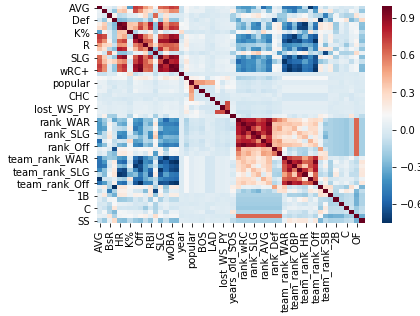 AVG
Def
HR
K%
R
SLG
wRC+
popular
CHC
lost_WS_PY
rank_WAR
rank_SLG
rank_Off
team_rank_WAR
team_rank_SLG
team_rank_Off
1B
C
SS
AVG
BsR
HR
K%
Off
RBI
SLG
wOBA
year
popular
BOS
LAD
lost_WS_PY
years_old_SOS
rank_wRC
rank_SLG
rank_AVG
rank_Def
team_rank_WAR
team_rank_OBP
team_rank_HR
team_rank_Off
team_rank_SB
2B
C
OF
0.9
0.6
0.3
0.0
−0.3